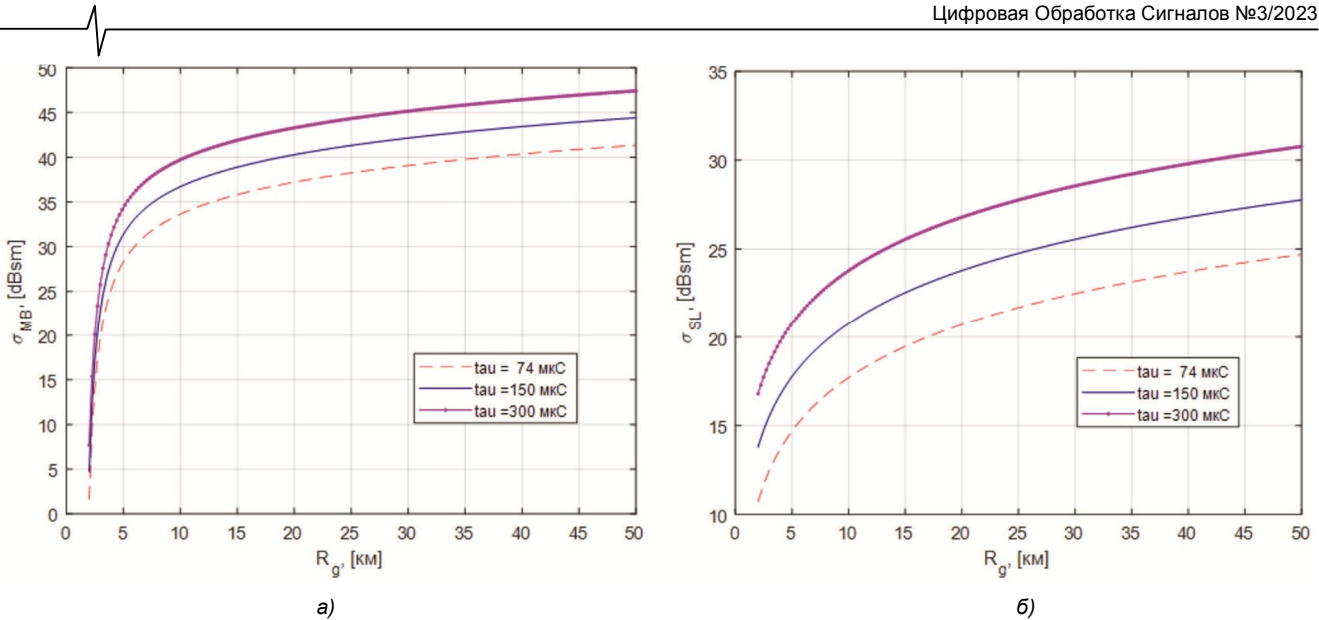 Цифровая Обработка Сигналов №3/2023
50
45
40
35
30
25
20
15
10
5
0
σMB, [dBsm]
0 5 10 15 20 25 30 35 40 45 50
Rg, [км]
tau = 74 мкС
tau =150 мкС
tau =300 мкС
а)
35
30
25
20
15
10
σSL, [dBsm]
0 5 10 15 20 25 30 35 40 45 50
Rg, [км]
tau = 74 мкС
tau =150 мкС
tau =300 мкС
б)